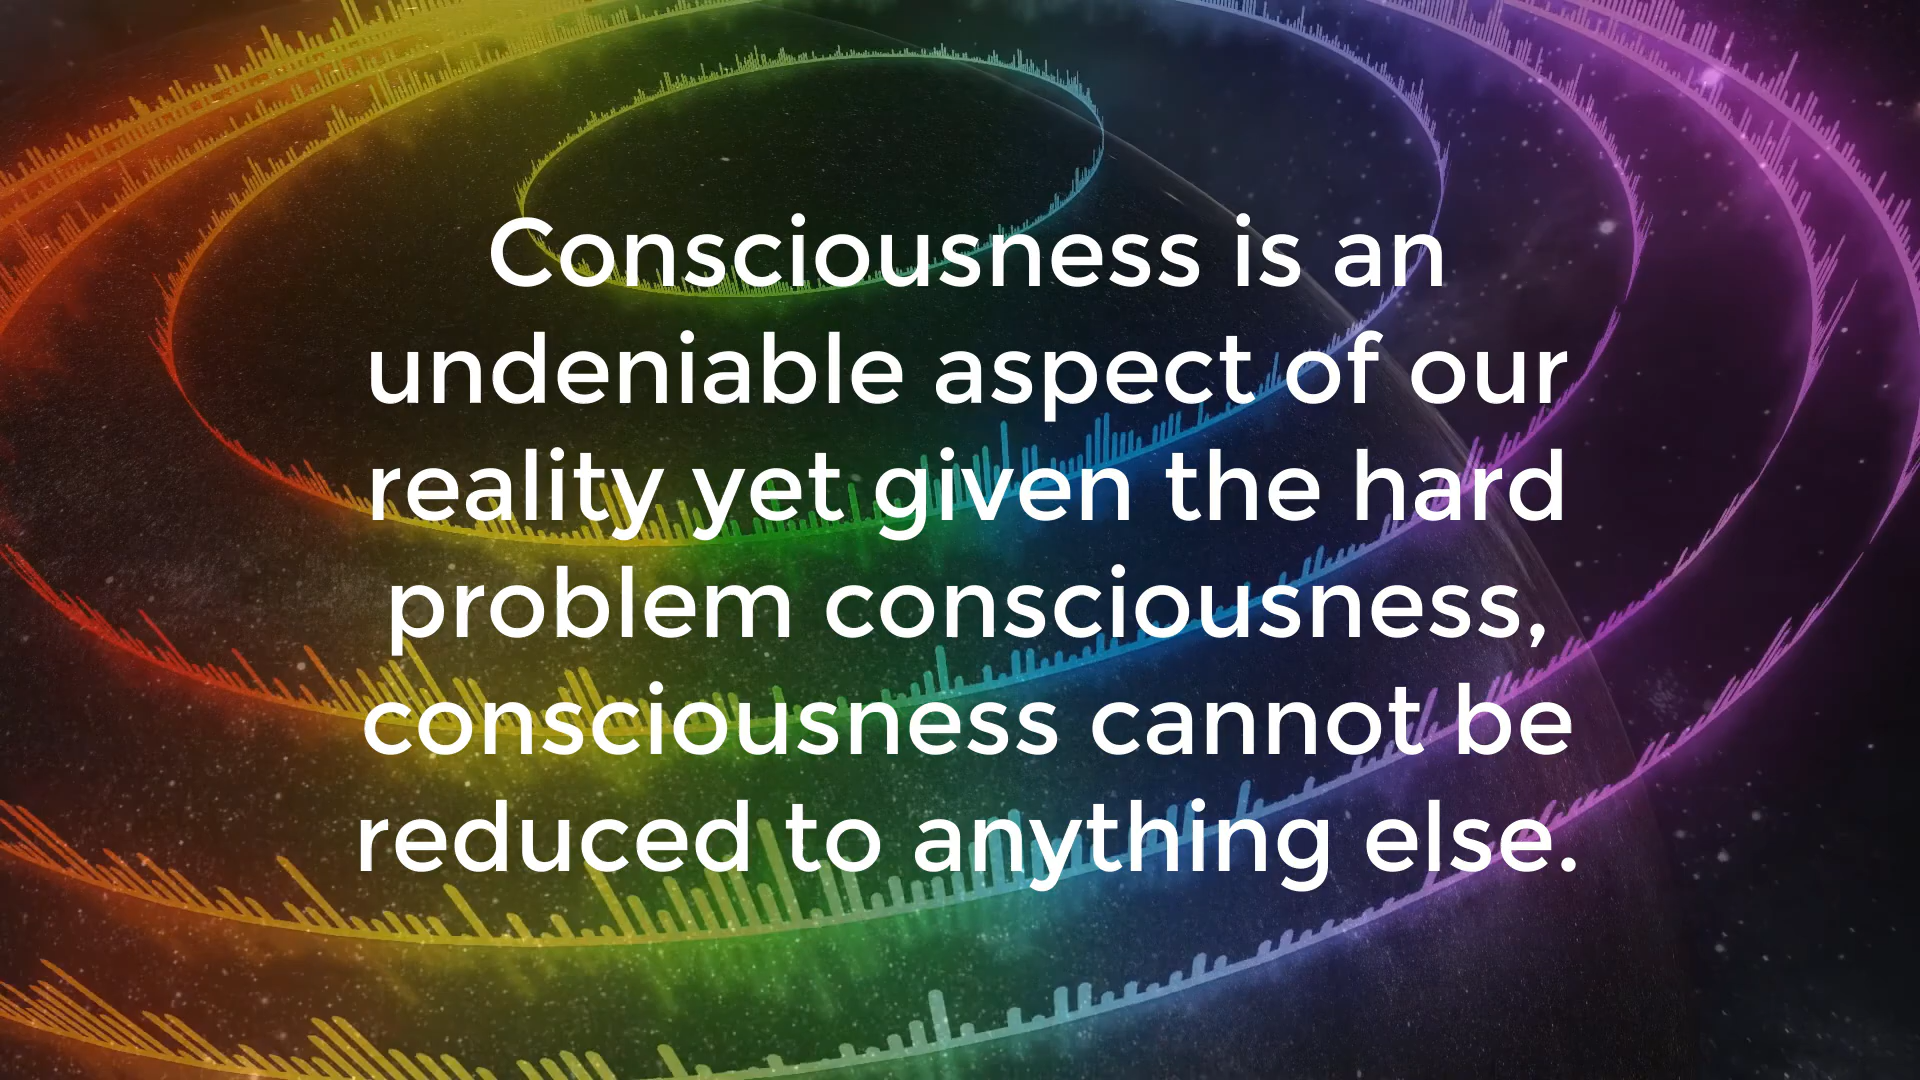 Consciousness is an
undeniable aspect of our
reality yet given the hard
problem consciousness,
consciousness cannot be
reduced to anything else.